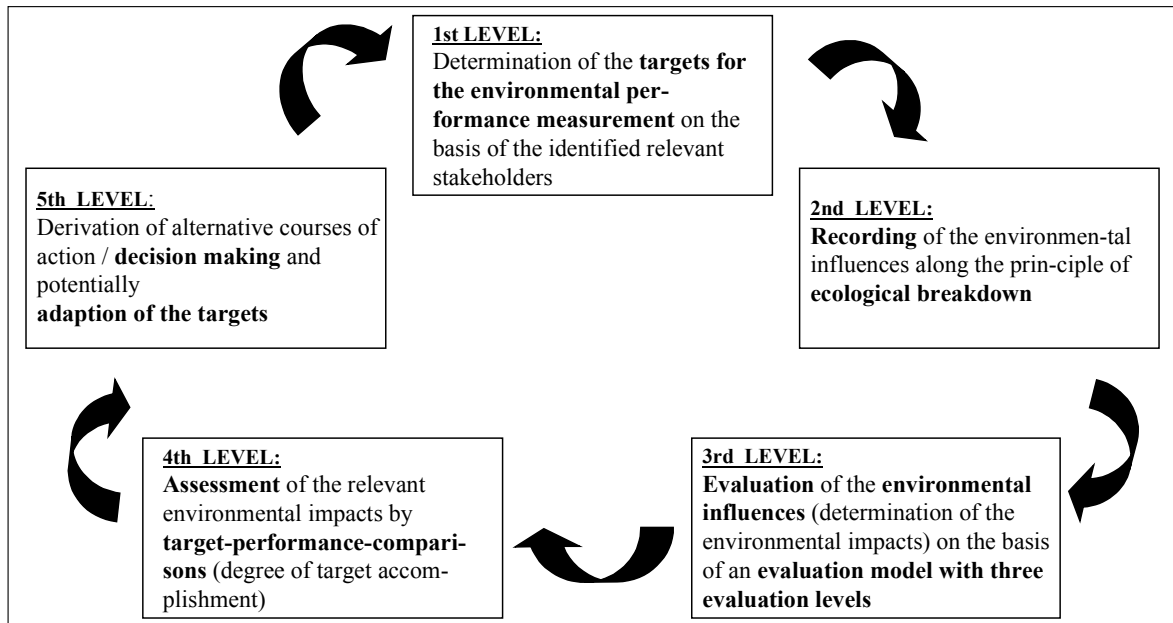 1st LEVEL:
Determination of the targets for
the environmental per-
formance measurement on the
basis of the identified relevant
stakeholders
2nd LEVEL:
Recording of the environmen-tal
influences along the prin-ciple of
ecological breakdown
3rd LEVEL:
Evaluation of the environmental
influences (determination of the
environmental impacts) on the basis
of an evaluation model with three
evaluation levels
4th LEVEL:
Assessment of the relevant
environmental impacts by
target-performance-compari-
sons (degree of target accom-
plishment)
5th LEVEL:
Derivation of alternative courses of
action / decision making and
potentially
adaption of the targets